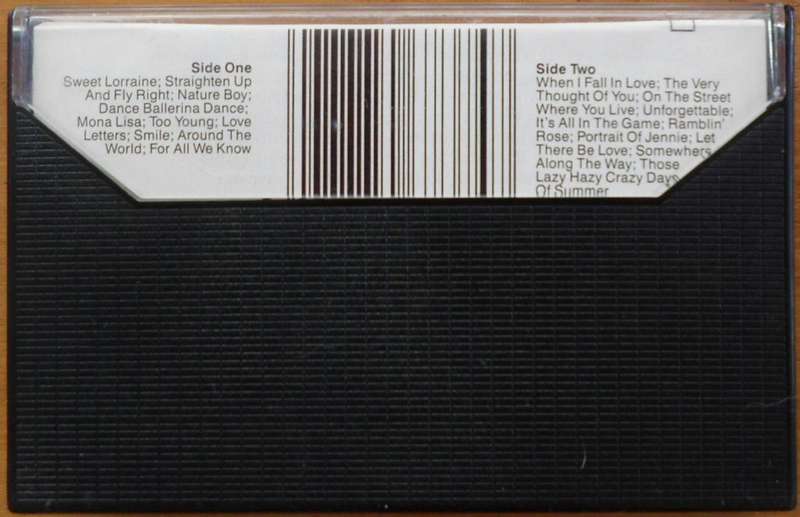 Side One
Sweet Lorraine; Straighten Up
And Fly Right; Nature Boy;
Dance Ballerina Dance;
Mona Lisa; Too Young; Love
Letters; Smile; Around The
World; For All We Know
Side Two
When I Fall In Love; The Very
Thought Of You; On The Street
Where You Live; Unforgettable;
It's All In The Game; Ramblin'
Rose; Portrait Of Jennie; Let
There Be Love; Somewhere
Along The Way; Those
Lazy Hazy Crazy Days
Of Summer